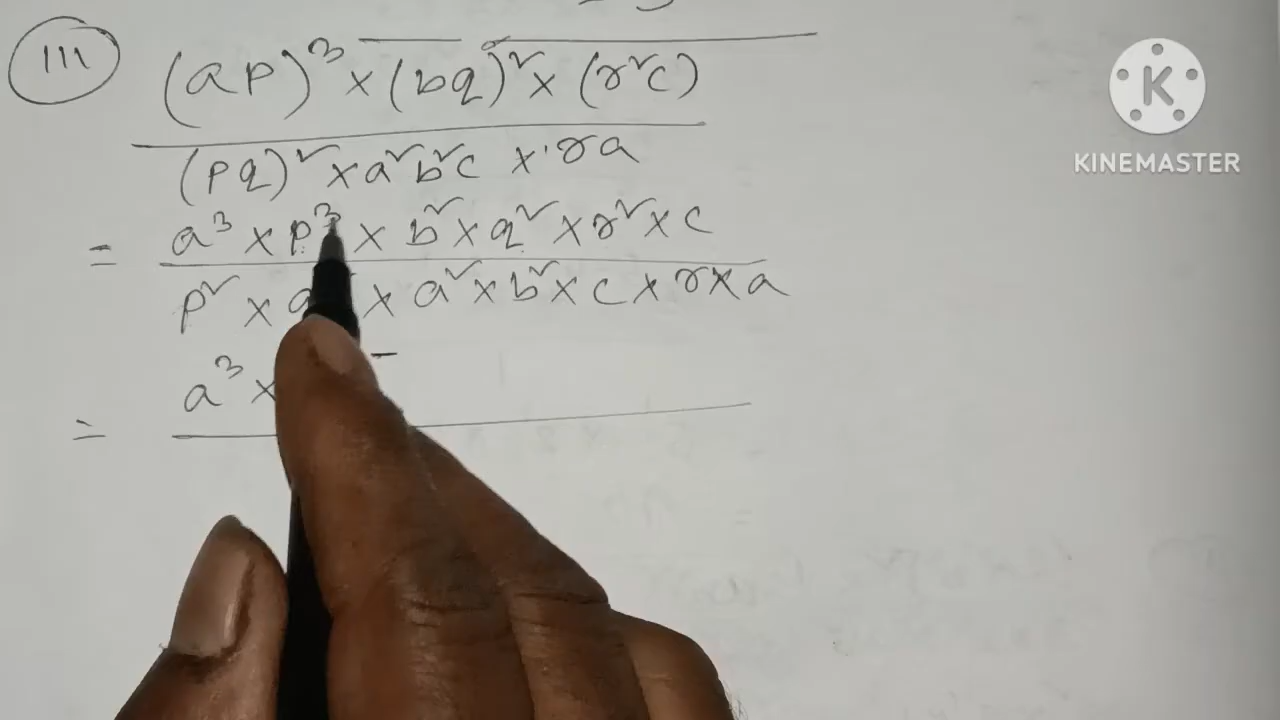 III
(ap)³ × (bq)² × (r²c)
(pq)² × a²b²c × ra
= a³ × p³ × b² × q² × r² × c
p² × × a² × b² × c × r × a
= a³ ×
K
KINEMASTER